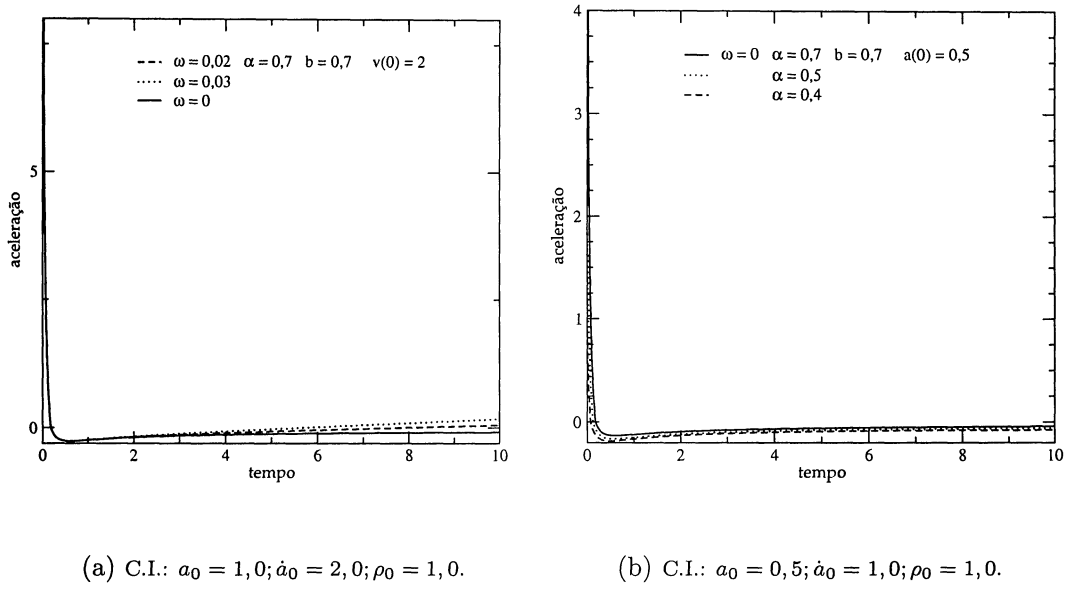 ω = 0,02 α = 0,7 b = 0,7 v(0) = 2
ω = 0,03
ω = 0
5
0
aceleração
0 2 4 6 8 10
tempo
4
3
2
1
0
ω = 0 α = 0,7 b = 0,7 a(0) = 0,5
α = 0,5
α = 0,4
aceleração
0 2 4 6 8 10
tempo
(a) C.I.: a₀ = 1,0; ȧ₀ = 2,0; ρ₀ = 1,0.
(b) C.I.: a₀ = 0,5; ȧ₀ = 1,0; ρ₀ = 1,0.